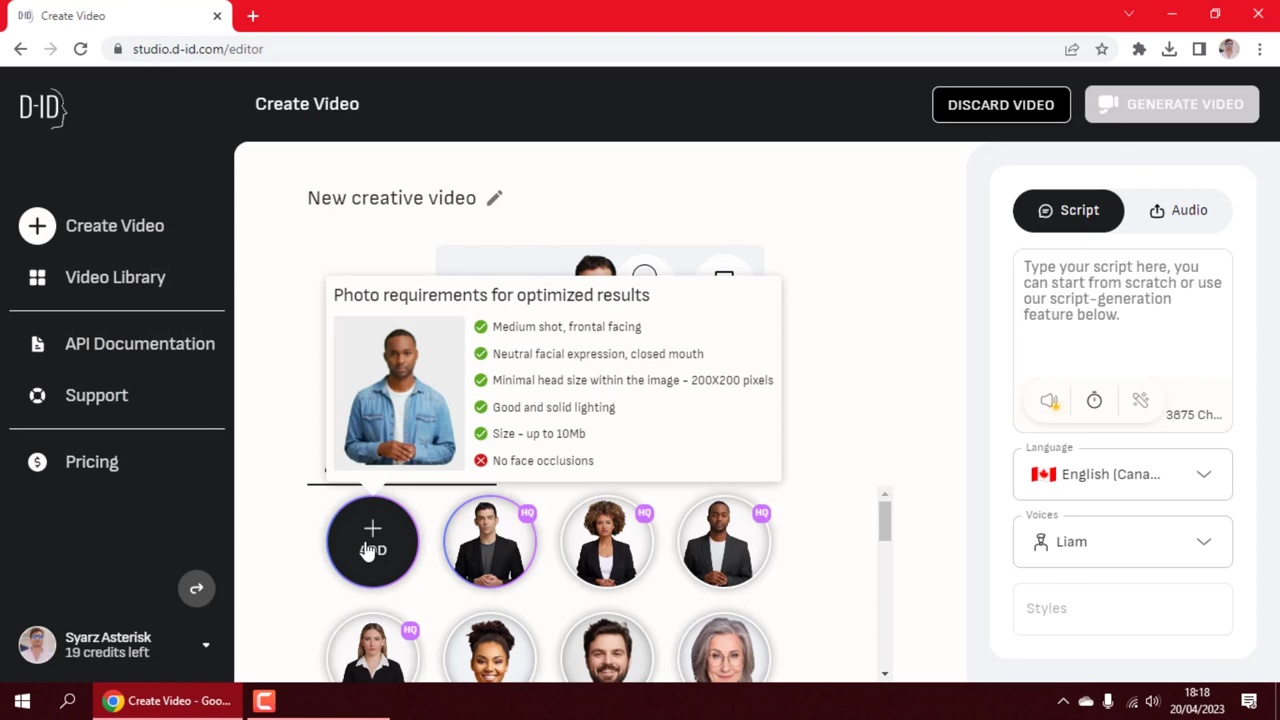 D-ID Create Video
studio.d-id.com/editor
D-ID
Create Video
DISCARD VIDEO
GENERATE VIDEO
Create Video
Video Library
API Documentation
Support
Pricing
Syarz Asterisk
19 credits left
New creative video
Photo requirements for optimized results
Medium shot, frontal facing
Neutral facial expression, closed mouth
Minimal head size within the image - 200X200 pixels
Good and solid lighting
Size - up to 10Mb
No face occlusions
HQ
HQ
HQ
HQ
Script
Audio
Type your script here, you
can start from scratch or use
our script-generation
feature below.
3875 Ch...
Language
English (Cana...
Voices
Liam
Styles
Create Video - Goo...
18:18
20/04/2023